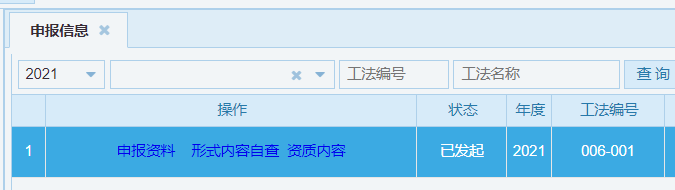 申报信息
2021 工法编号 工法名称 查 询
操作 状态 年度 工法编号
1 申报资料 形式内容自查 资质内容 已发起 2021 006-001